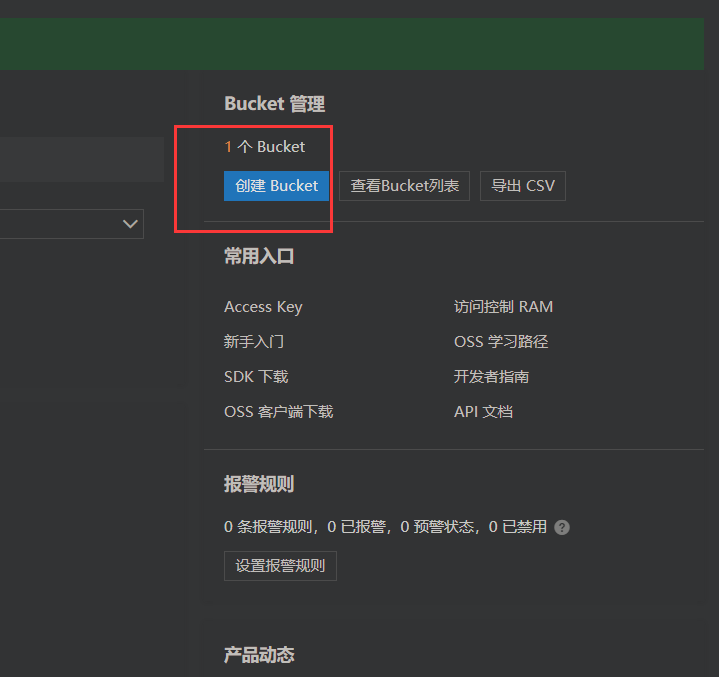 Bucket 管理
1 个 Bucket
创建 Bucket 查看Bucket列表 导出 CSV
常用入口
Access Key 访问控制 RAM
新手入门 OSS 学习路径
SDK 下载 开发者指南
OSS 客户端下载 API 文档
报警规则
0 条报警规则，0 已报警，0 预警状态，0 已禁用 ?
设置报警规则
产品动态